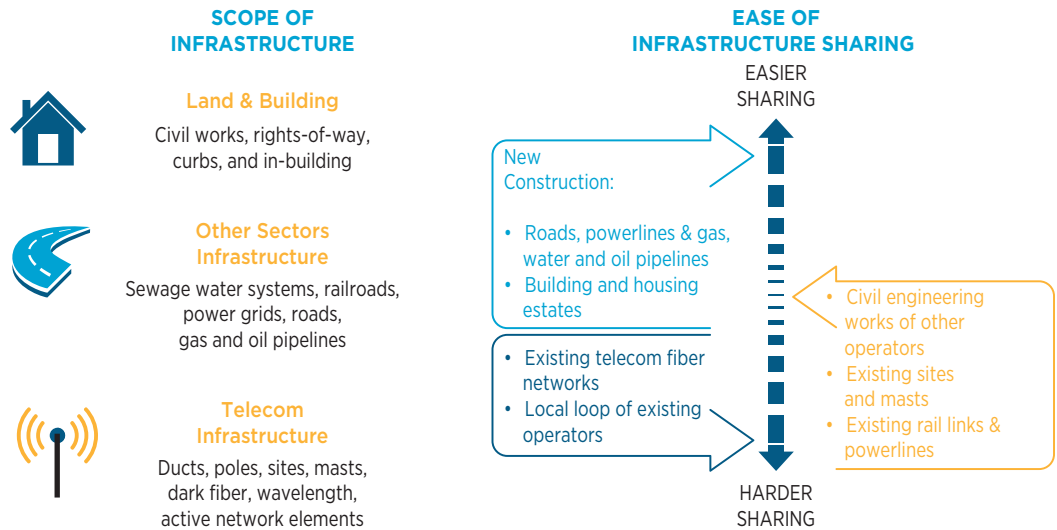 SCOPE OF
INFRASTRUCTURE
Land & Building
Civil works, rights-of-way,
curbs, and in-building
Other Sectors
Infrastructure
Sewage water systems, railroads,
power grids, roads,
gas and oil pipelines
Telecom
Infrastructure
Ducts, poles, sites, masts,
dark fiber, wavelength,
active network elements
EASE OF
INFRASTRUCTURE SHARING
EASIER
SHARING
New
Construction:
• Roads, powerlines & gas,
water and oil pipelines
• Building and housing
estates
• Existing telecom fiber
networks
• Local loop of existing
operators
• Civil engineering
works of other
operators
• Existing sites
and masts
• Existing rail links &
powerlines
HARDER
SHARING